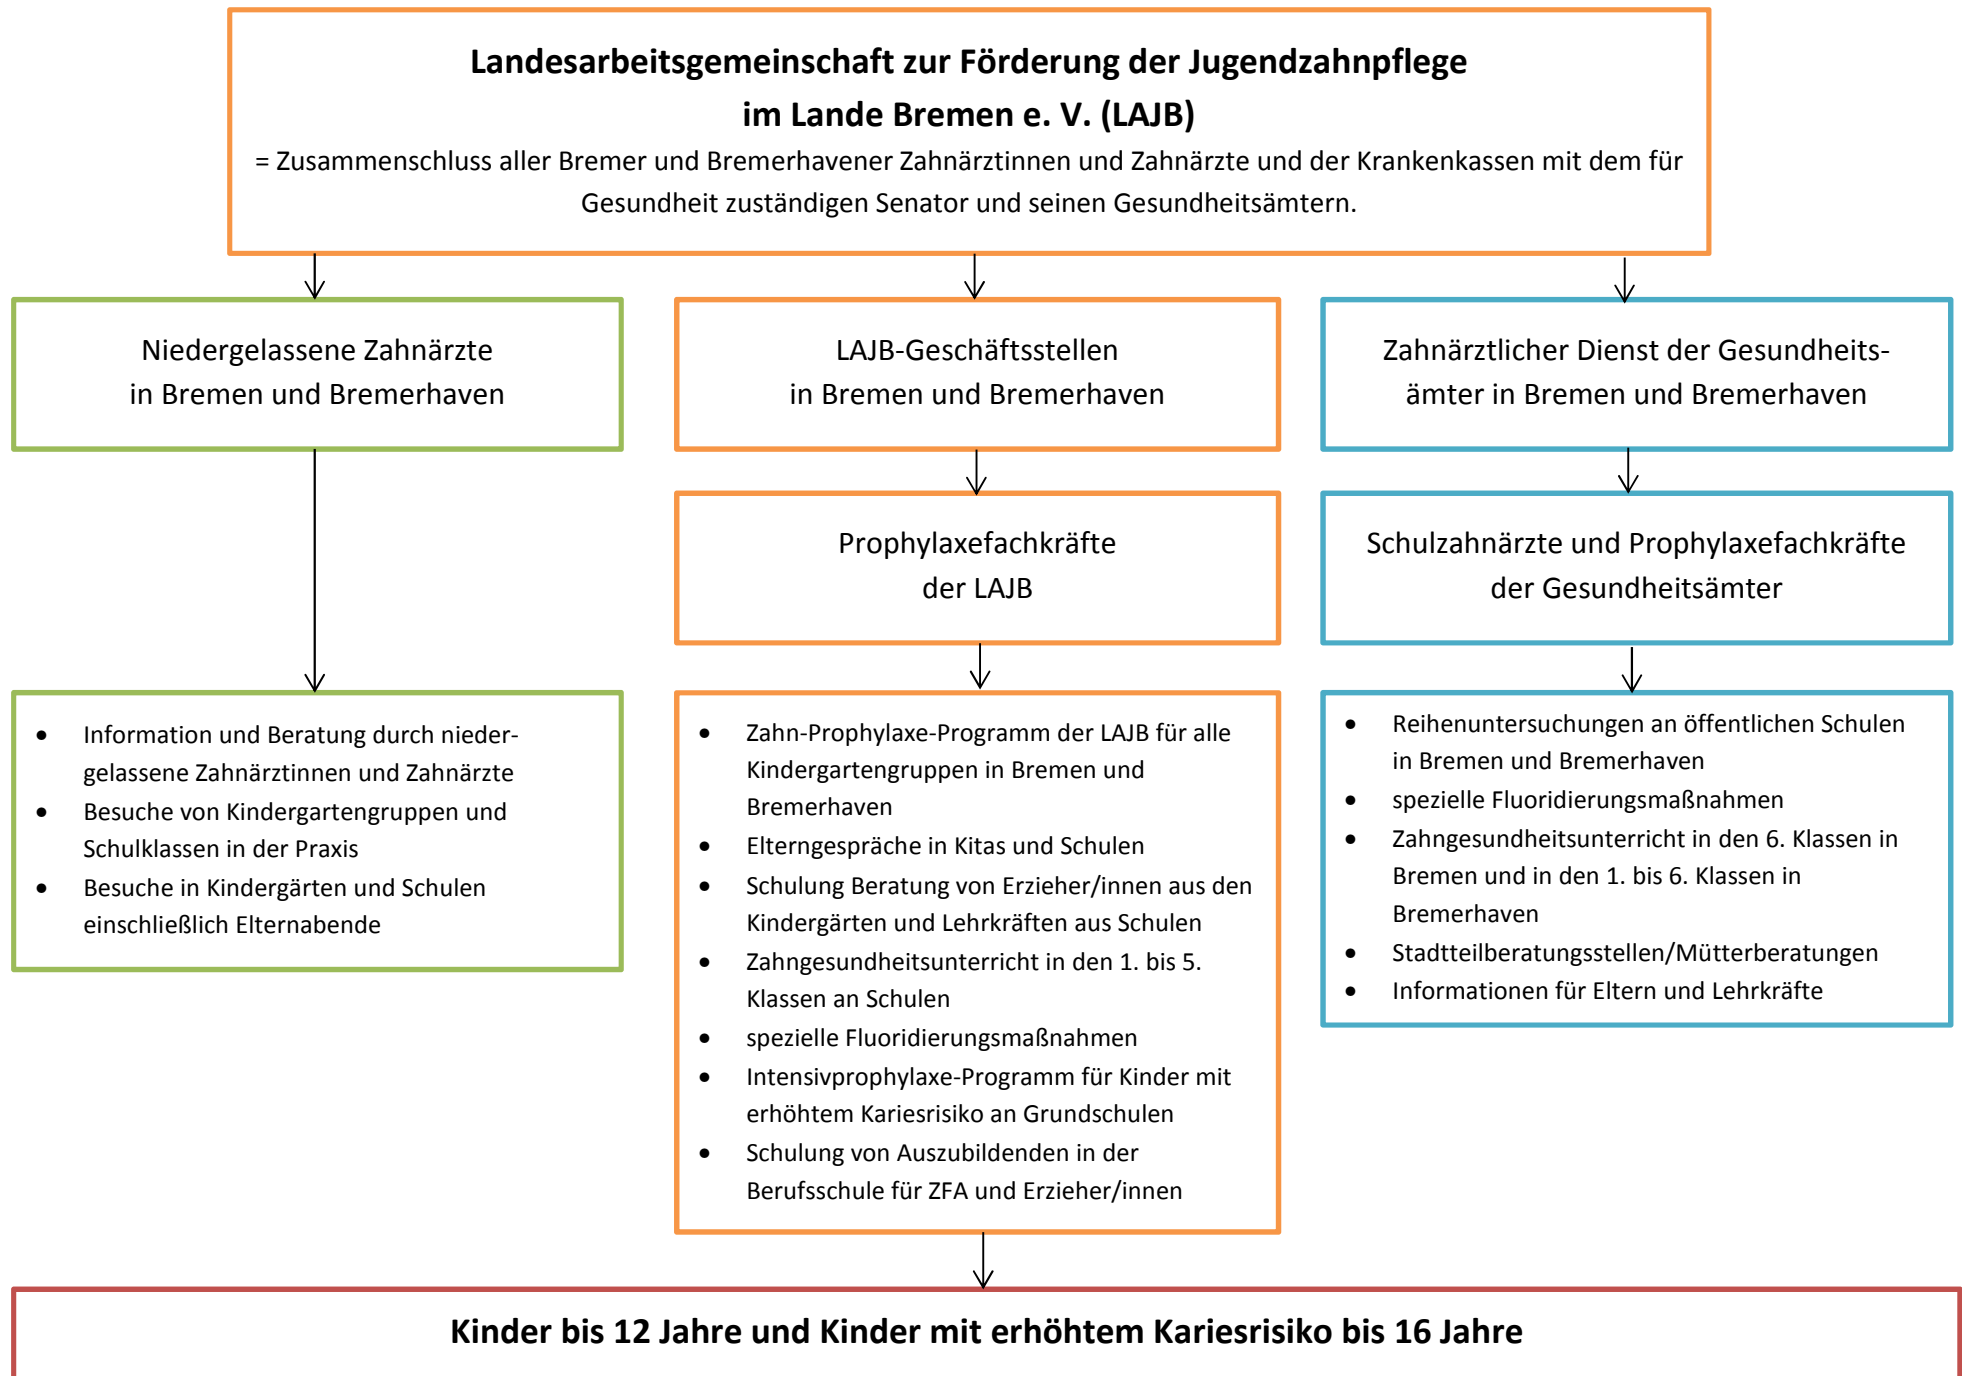 Landesarbeitsgemeinschaft zur Förderung der Jugendzahnpflege
im Lande Bremen e. V. (LAJB)
= Zusammenschluss aller Bremer und Bremerhavener Zahnärztinnen und Zahnärzte und der Krankenkassen mit dem für
Gesundheit zuständigen Senator und seinen Gesundheitsämtern.
Niedergelassene Zahnärzte
in Bremen und Bremerhaven
LAJB-Geschäftsstellen
in Bremen und Bremerhaven
Zahnärztlicher Dienst der Gesundheits-
ämter in Bremen und Bremerhaven
Prophylaxefachkräfte
der LAJB
Schulzahnärzte und Prophylaxefachkräfte
der Gesundheitsämter
• Information und Beratung durch nieder-
gelassene Zahnärztinnen und Zahnärzte
• Besuche von Kindergartengruppen und
Schulklassen in der Praxis
• Besuche in Kindergärten und Schulen
einschließlich Elternabende
• Zahn-Prophylaxe-Programm der LAJB für alle
Kindergartengruppen in Bremen und
Bremerhaven
• Elterngespräche in Kitas und Schulen
• Schulung Beratung von Erzieher/innen aus den
Kindergärten und Lehrkräften aus Schulen
• Zahngesundheitsunterricht in den 1. bis 5.
Klassen an Schulen
• spezielle Fluoridierungsmaßnahmen
• Intensivprophylaxe-Programm für Kinder mit
erhöhtem Kariesrisiko an Grundschulen
• Schulung von Auszubildenden in der
Berufsschule für ZFA und Erzieher/innen
• Reihenuntersuchungen an öffentlichen Schulen
in Bremen und Bremerhaven
• spezielle Fluoridierungsmaßnahmen
• Zahngesundheitsunterricht in den 6. Klassen in
Bremen und in den 1. bis 6. Klassen in
Bremerhaven
• Stadtteilberatungsstellen/Mütterberatungen
• Informationen für Eltern und Lehrkräfte
Kinder bis 12 Jahre und Kinder mit erhöhtem Kariesrisiko bis 16 Jahre